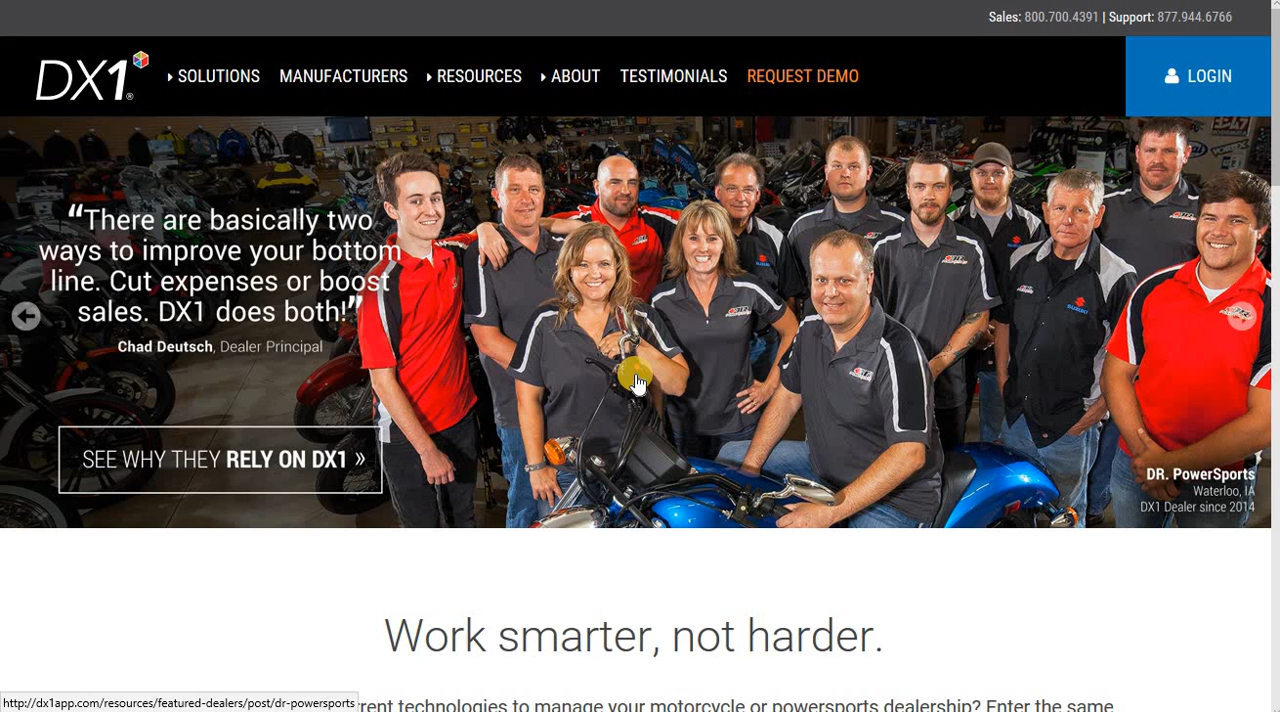 Sales: 800.700.4391 | Support: 877.944.6766
DX1®
SOLUTIONS MANUFACTURERS RESOURCES ABOUT TESTIMONIALS REQUEST DEMO LOGIN
“There are basically two
ways to improve your bottom
line. Cut expenses or boost
sales. DX1 does both!”
Chad Deutsch, Dealer Principal
SEE WHY THEY RELY ON DX1 »
DR. PowerSports
Waterloo, IA
DX1 Dealer since 2014
Work smarter, not harder.
technologies to manage your motorcycle or powersports dealership? Enter the same
http://dx1app.com/resources/featured-dealers/post/dr-powersports